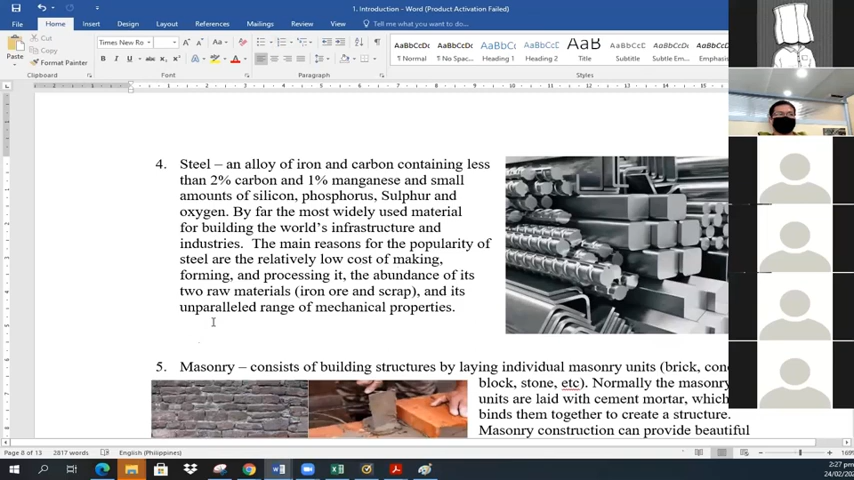 1. Introduction - Word (Product Activation Failed)
File Home Insert Design Layout References Mailings Review View Tell me what you want to do...
Cut
Copy
Paste Format Painter
Times New Ro
AaBbCcDc AaBbCcDc AaBbCc AaBbCcC AaB AaBbCcC AaBbCcDc AaBbCcDc
¶ Normal ¶ No Spac... Heading 1 Heading 2 Title Subtitle Subtle Em... Emphasis
Clipboard Font Paragraph Styles
4. Steel – an alloy of iron and carbon containing less
than 2% carbon and 1% manganese and small
amounts of silicon, phosphorus, Sulphur and
oxygen. By far the most widely used material
for building the world's infrastructure and
industries. The main reasons for the popularity of
steel are the relatively low cost of making,
forming, and processing it, the abundance of its
two raw materials (iron ore and scrap), and its
unparalleled range of mechanical properties.
5. Masonry – consists of building structures by laying individual masonry units (brick, conc
block, stone, etc). Normally the masonry
units are laid with cement mortar, which
binds them together to create a structure.
Masonry construction can provide beautiful
Page 8 of 13 2817 words English (Philippines) 169%
2:27 pm
24/02/202